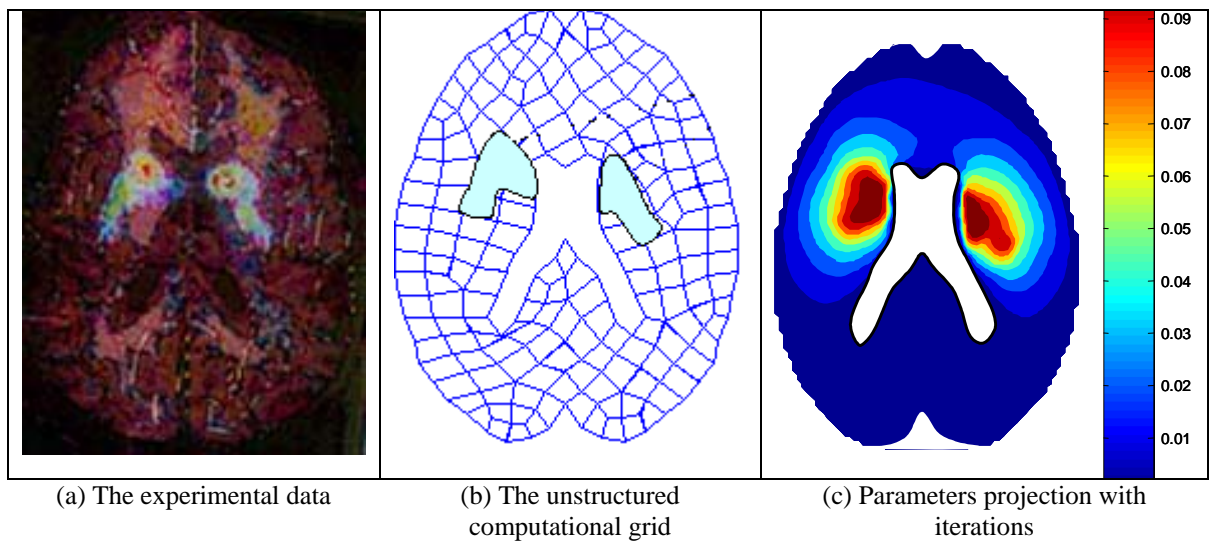 0.09
0.08
0.07
0.06
0.05
0.04
0.03
0.02
0.01
(a) The experimental data
(b) The unstructured
computational grid
(c) Parameters projection with
iterations